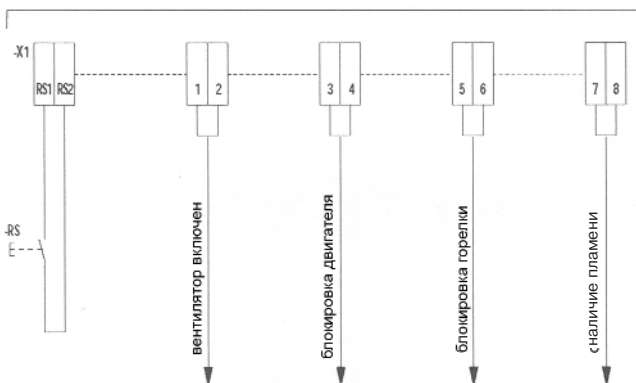 -X1
RS1 RS2
1 2
3 4
5 6
7 8
-RS
вентилятор включен
блокировка двигателя
блокировка горелки
наличие пламени